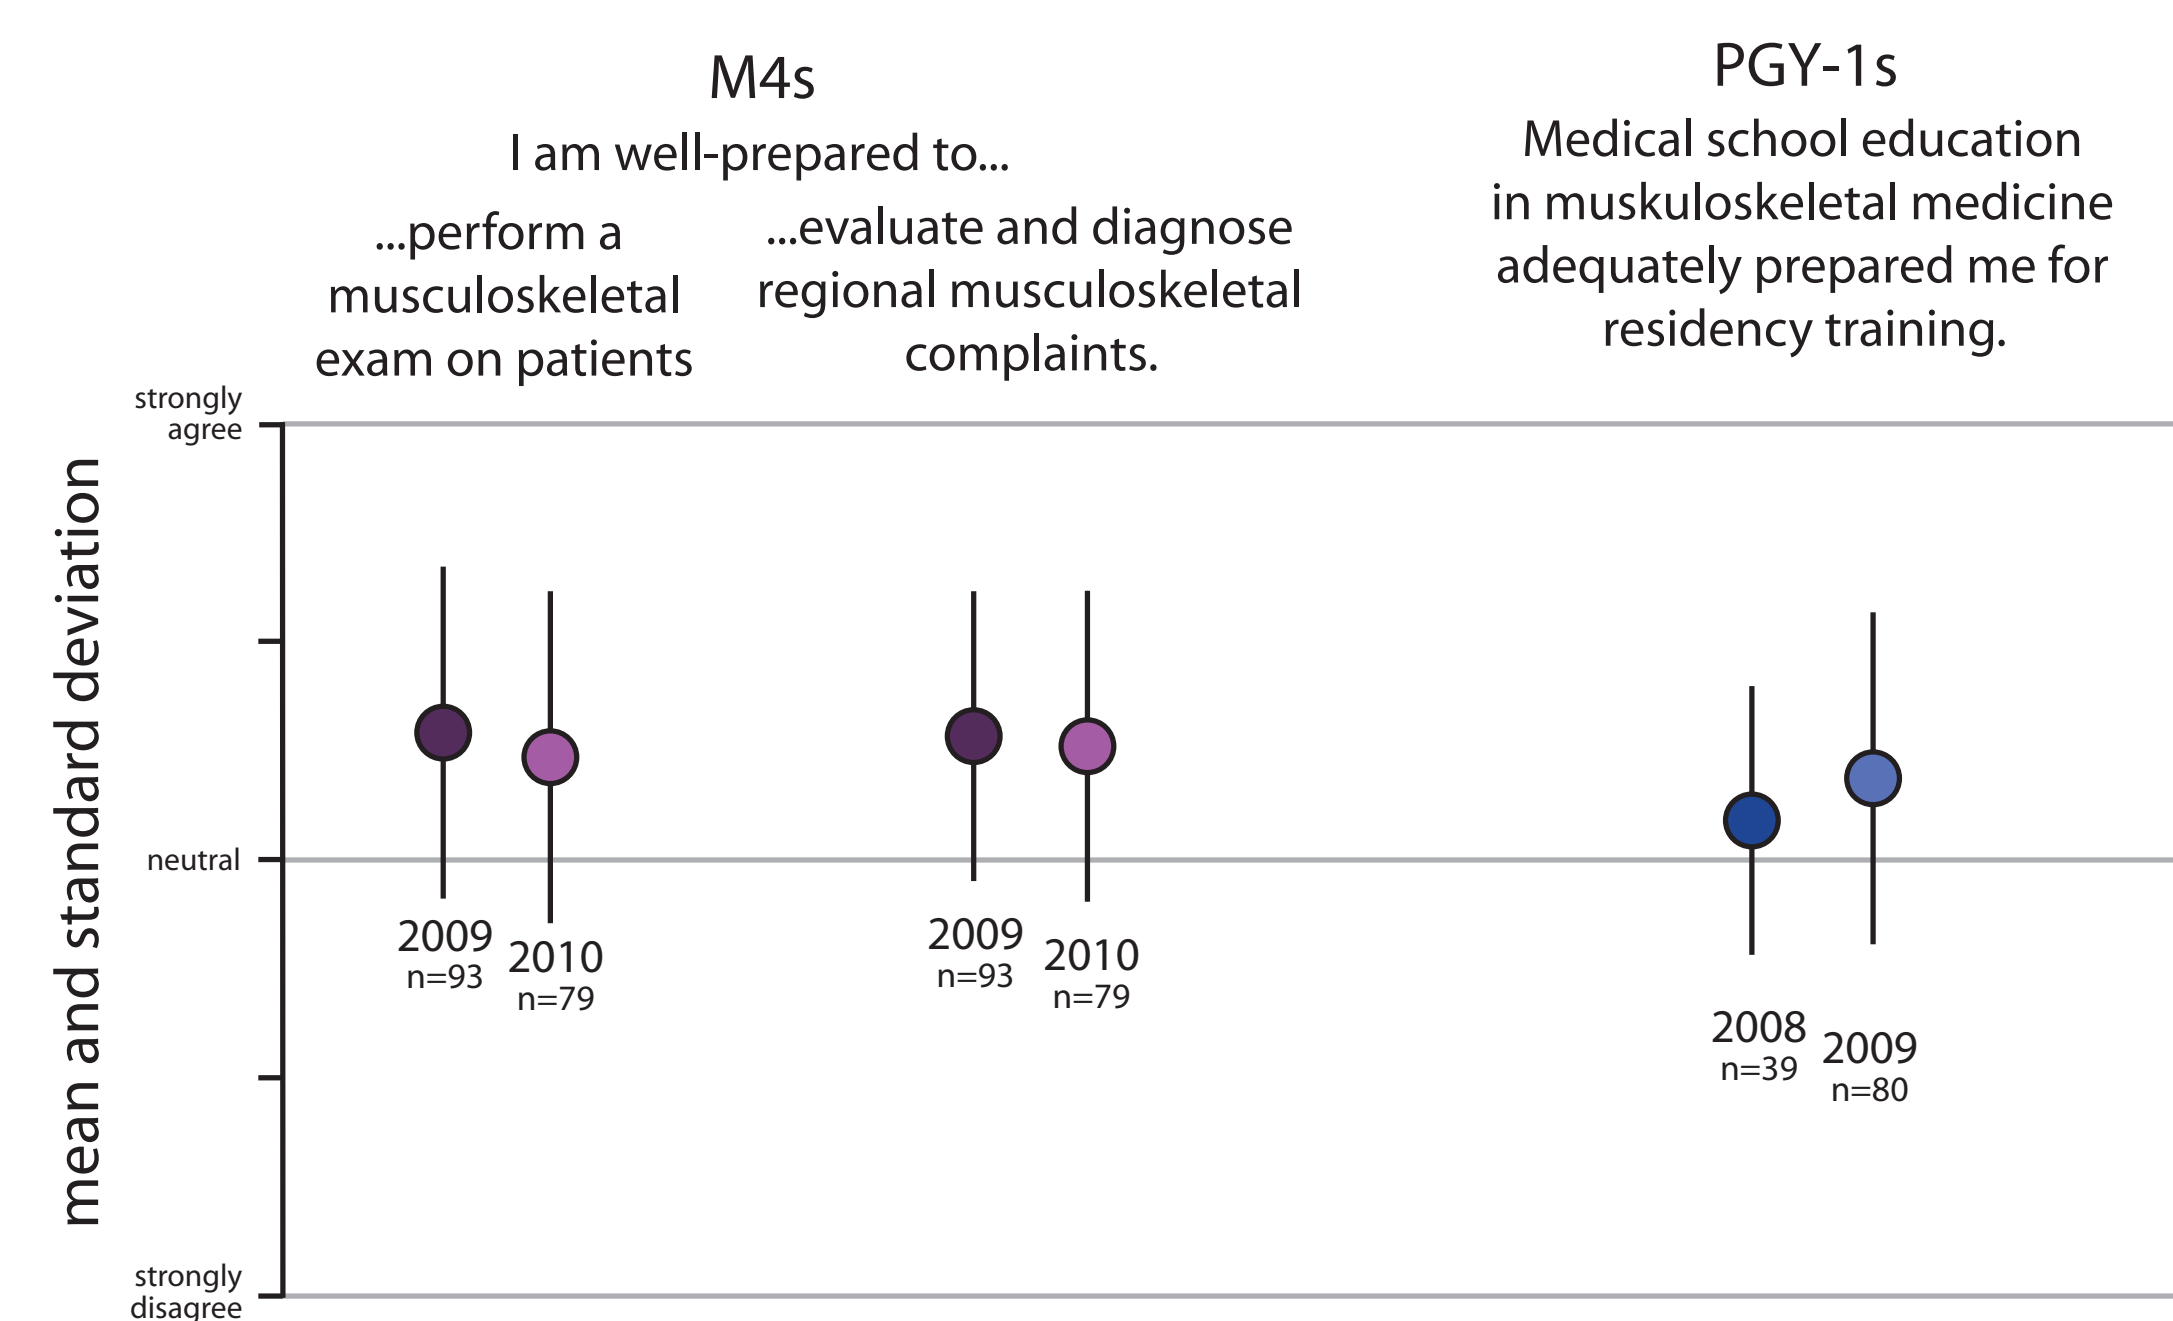 M4s
I am well-prepared to...
...perform a
musculoskeletal
exam on patients
...evaluate and diagnose
regional musculoskeletal
complaints.
PGY-1s
Medical school education
in muskuloskeletal medicine
adequately prepared me for
residency training.
mean and standard deviation
strongly
agree
neutral
strongly
disagree
2009
n=93
2010
n=79
2009
n=93
2010
n=79
2008
n=39
2009
n=80